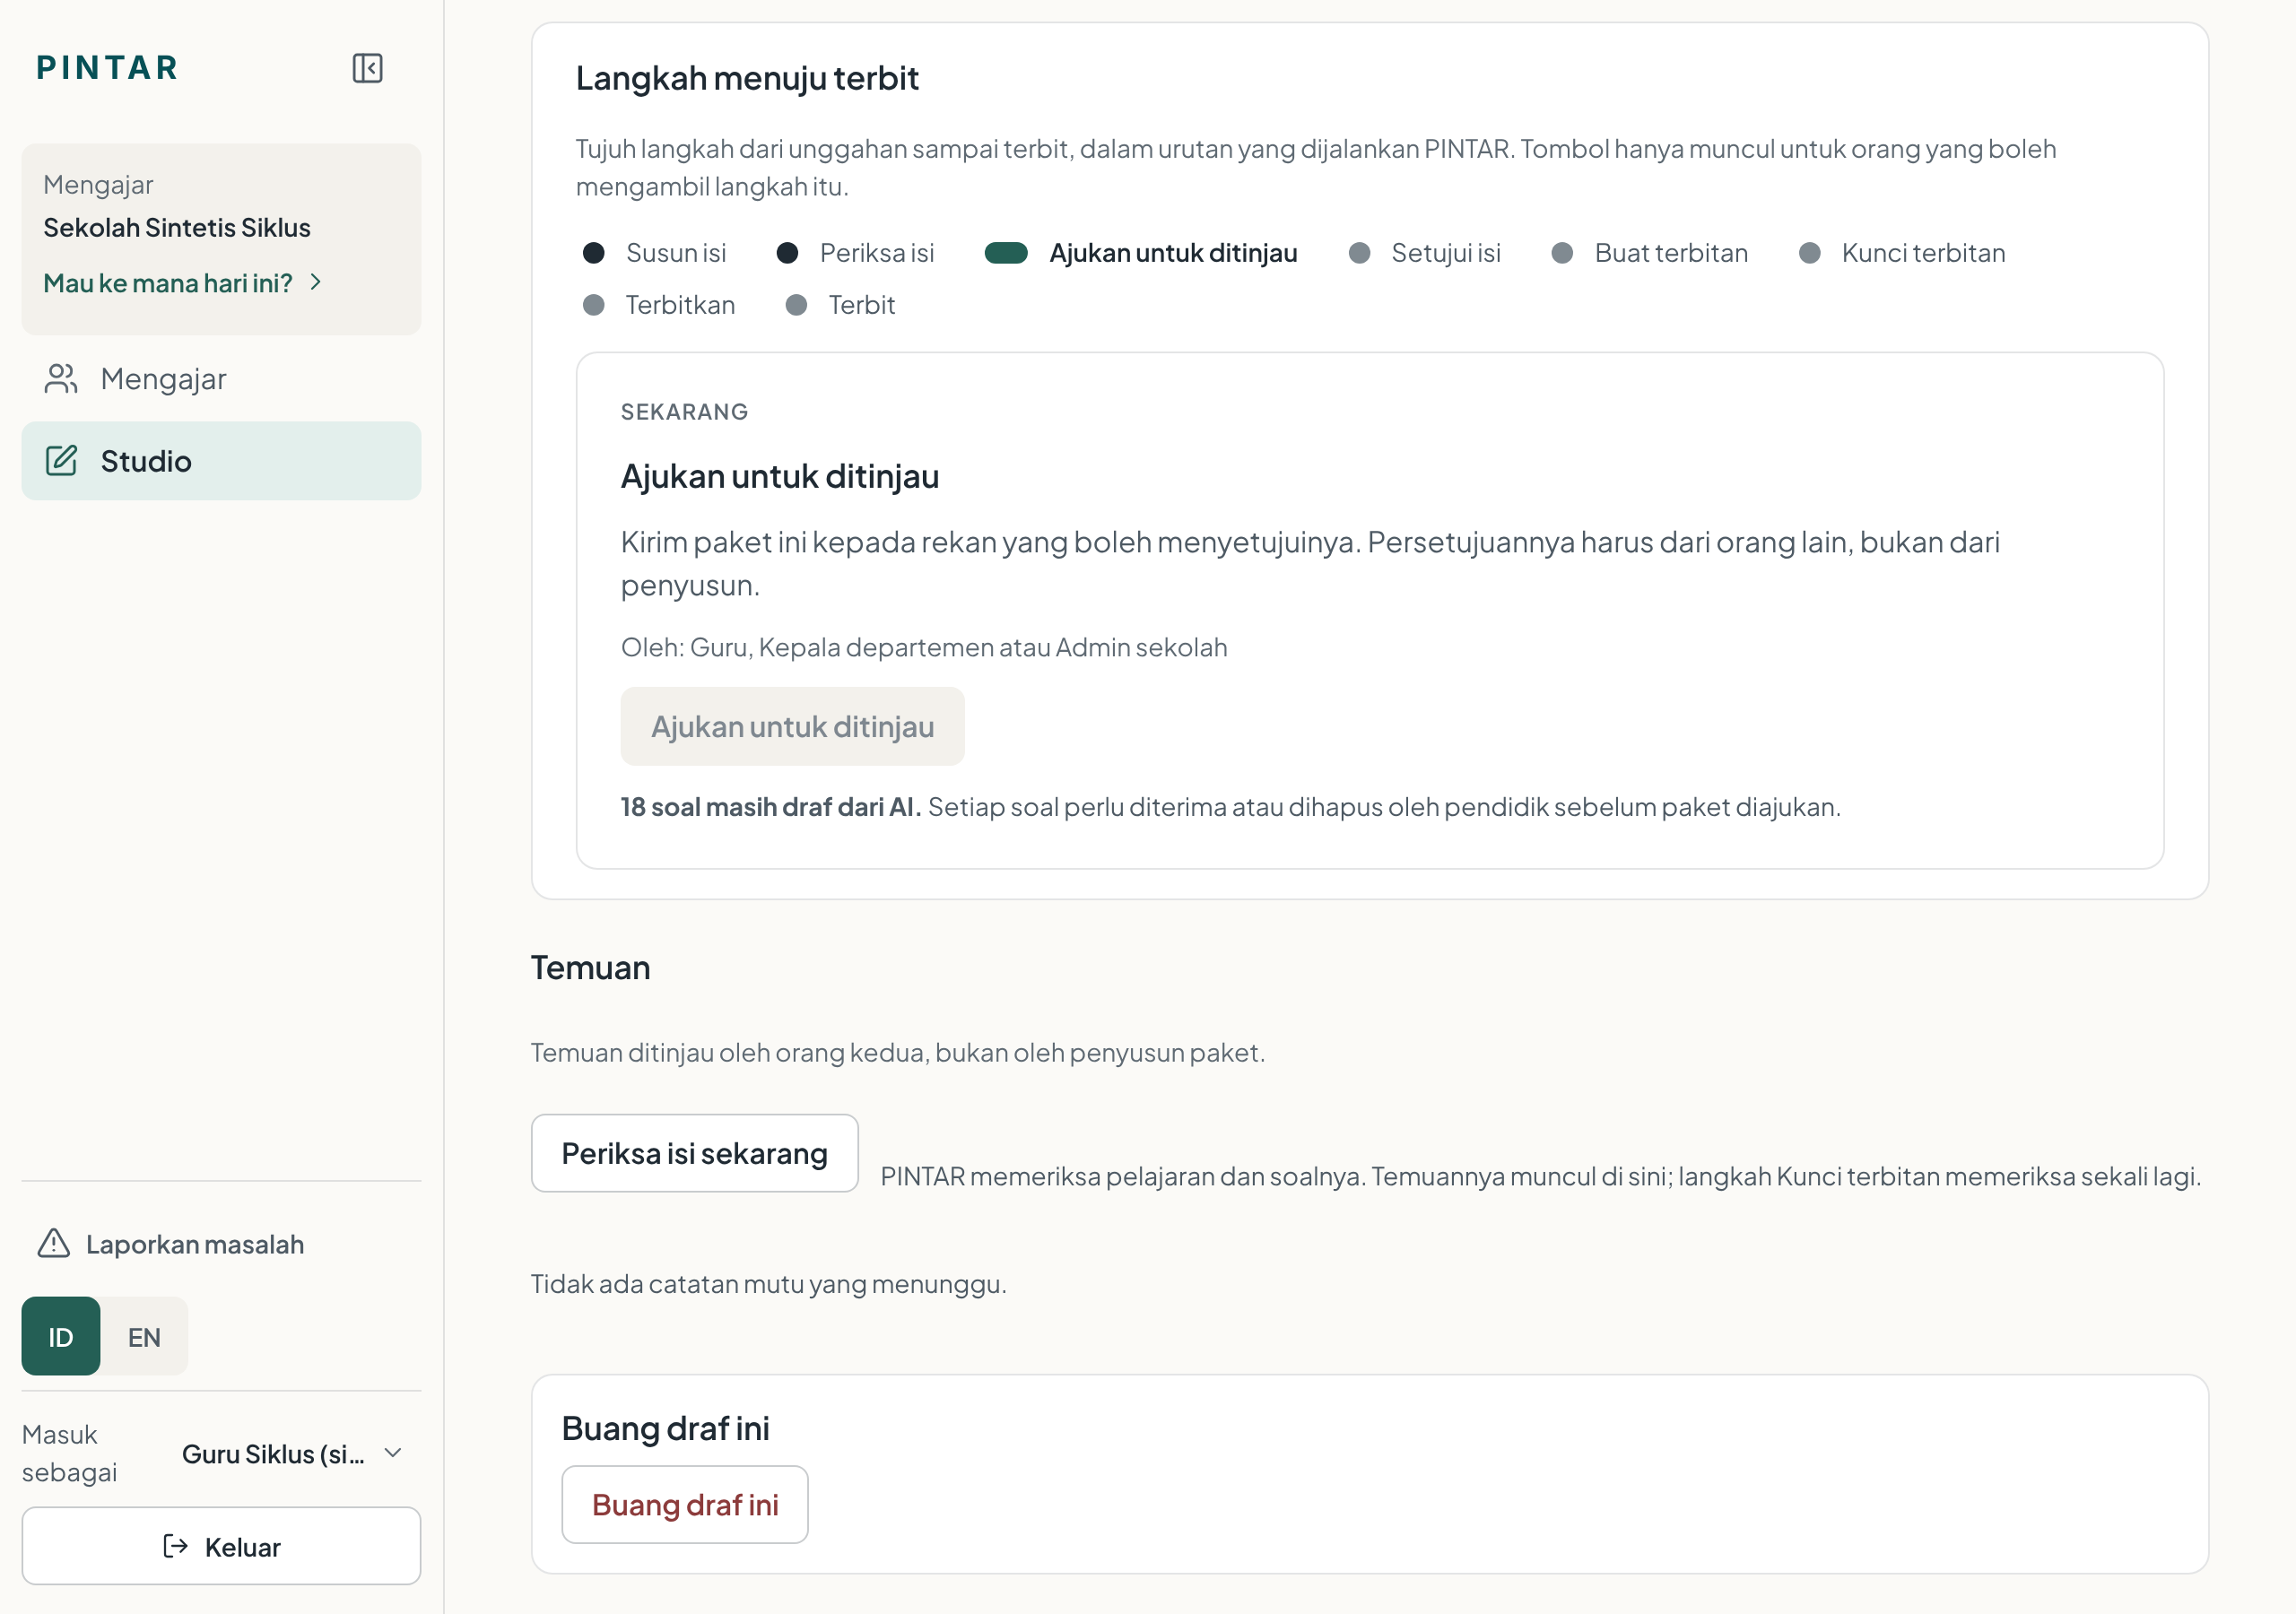 PINTAR
Mengajar
Sekolah Sintetis Siklus
Mau ke mana hari ini?
Mengajar
Studio
Laporkan masalah
ID EN
Masuk sebagai
Guru Siklus (si...
Keluar
Langkah menuju terbit
Tujuh langkah dari unggahan sampai terbit, dalam urutan yang dijalankan PINTAR. Tombol hanya muncul untuk orang yang boleh
mengambil langkah itu.
Susun isi Periksa isi Ajukan untuk ditinjau Setujui isi Buat terbitan Kunci terbitan
Terbitkan Terbit
SEKARANG
Ajukan untuk ditinjau
Kirim paket ini kepada rekan yang boleh menyetujuinya. Persetujuannya harus dari orang lain, bukan dari
penyusun.
Oleh: Guru, Kepala departemen atau Admin sekolah
Ajukan untuk ditinjau
18 soal masih draf dari AI. Setiap soal perlu diterima atau dihapus oleh pendidik sebelum paket diajukan.
Temuan
Temuan ditinjau oleh orang kedua, bukan oleh penyusun paket.
Periksa isi sekarang
PINTAR memeriksa pelajaran dan soalnya. Temuannya muncul di sini; langkah Kunci terbitan memeriksa sekali lagi.
Tidak ada catatan mutu yang menunggu.
Buang draf ini
Buang draf ini